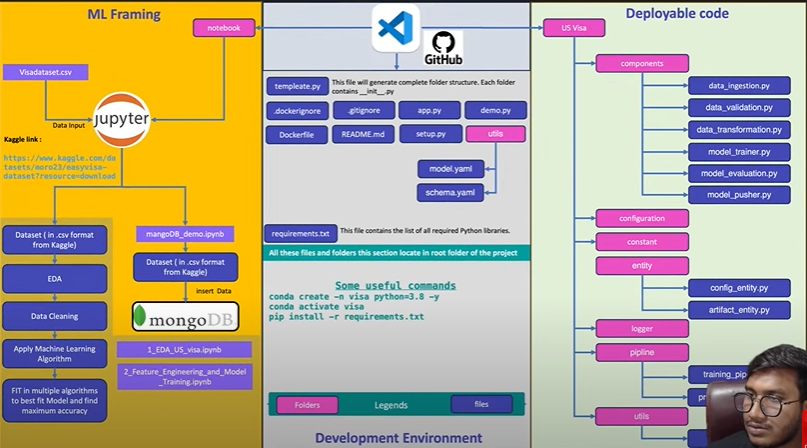 ML Framing
notebook
Visadataset.csv
Data Input
jupyter
Kaggle link :
https://www.kaggle.com/da
tasets/moro23/easyvisa-
dataset?resource=download
Dataset ( in .csv format
from Kaggle)
EDA
Data Cleaning
Apply Machine Learning
Algorithm
FIT in multiple algorithms
to best fit Model and find
maximum accuracy
mangoDB_demo.ipynb
Dataset ( in .csv format
from Kaggle)
insert Data
mongoDB.
1_EDA_US_visa.ipynb
2_Feature_Engineering_and_Model
_Training.ipynb
GitHub
templeate.py
This file will generate complete folder structure. Each folder
contains __init__.py
.dockerignore
.gitignore
app.py
demo.py
Dockerfile
README.md
setup.py
utils
model.yaml
schema.yaml
requirements.txt
This file contains the list of all required Python libraries.
All these files and folders this section locate in root folder of the project
Some useful commands
conda create -n visa python=3.8 -y
conda activate visa
pip install -r requirements.txt
Folders
Legends
files
Development Environment
Deployable code
US Visa
components
data_ingestion.py
data_validation.py
data_transformation.py
model_trainer.py
model_evaluation.py
model_pusher.py
configuration
constant
entity
config_entity.py
artifact_entity.py
logger
pipline
training_pip
utils